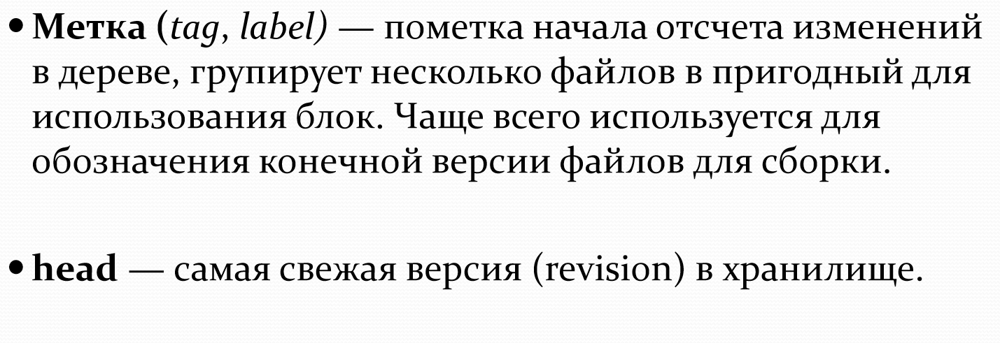 • Метка (tag, label) — пометка начала отсчета изменений
в дереве, групирует несколько файлов в пригодный для
использования блок. Чаще всего используется для
обозначения конечной версии файлов для сборки.
• head — самая свежая версия (revision) в хранилище.